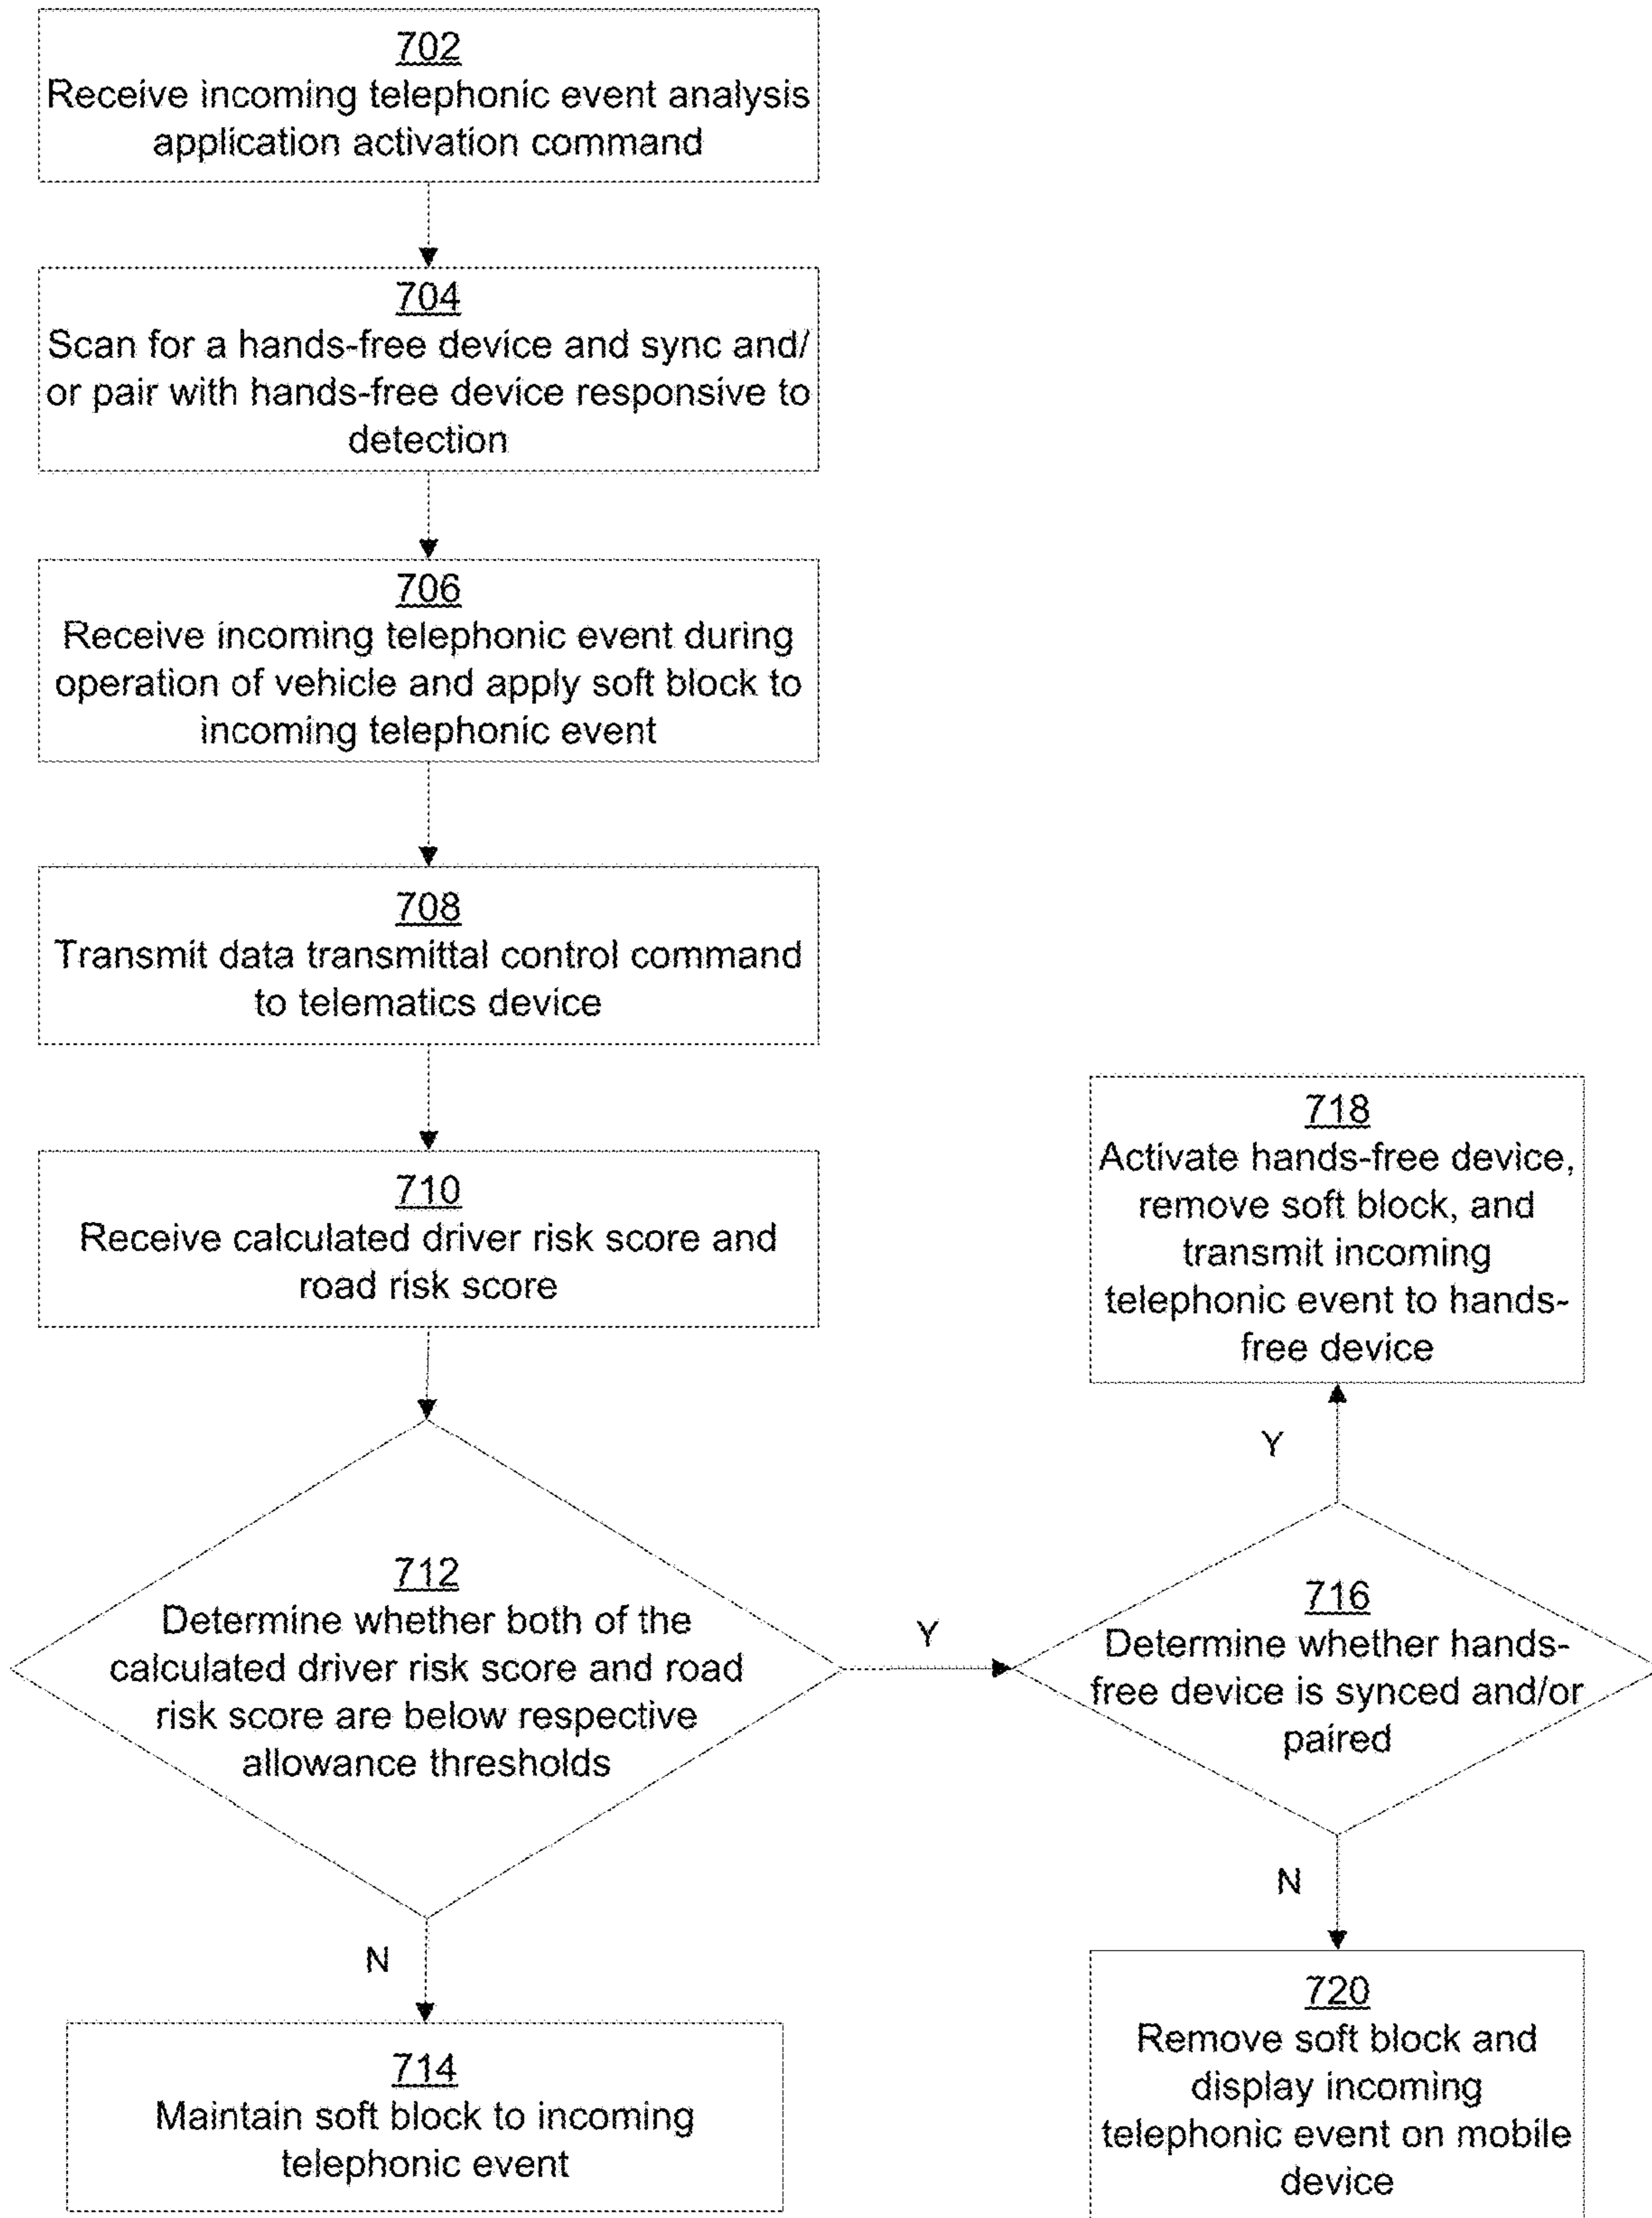 702
Receive incoming telephonic event analysis
application activation command
704
Scan for a hands-free device and sync and/
or pair with hands-free device responsive to
detection
706
Receive incoming telephonic event during
operation of vehicle and apply soft block to
incoming telephonic event
708
Transmit data transmittal control command
to telematics device
710
Receive calculated driver risk score and
road risk score
712
Determine whether both of the
calculated driver risk score and road
risk score are below respective
allowance thresholds
N
714
Maintain soft block to incoming
telephonic event
Y
716
Determine whether hands-
free device is synced and/or
paired
Y
718
Activate hands-free device,
remove soft block, and
transmit incoming
telephonic event to hands-
free device
N
720
Remove soft block and
display incoming
telephonic event on mobile
device